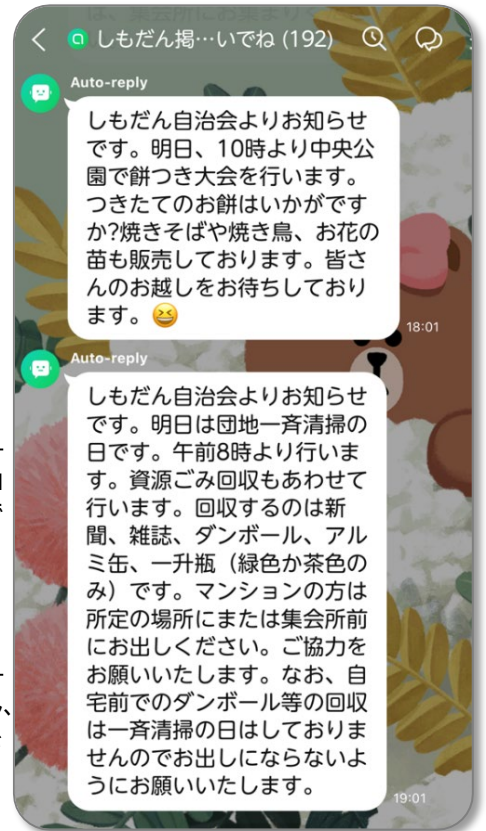 しもだん掲…いでね (192)
Auto-reply
しもだん自治会よりお知らせ
です。明日、10時より中央公
園で餅つき大会を行います。
つきたてのお餅はいかがです
か?焼きそばや焼き鳥、お花の
苗も販売しております。皆さ
んのお越しをお待ちしており
ます。😆
18:01
Auto-reply
しもだん自治会よりお知らせ
です。明日は団地一斉清掃の
日です。午前8時より行いま
す。資源ごみ回収もあわせて
行います。回収するのは新
聞、雑誌、ダンボール、アル
ミ缶、一升瓶（緑色か茶色の
み）です。マンションの方は
所定の場所にまたは集会所前
にお出しください。ご協力を
お願いいたします。なお、自
宅前でのダンボール等の回収
は一斉清掃の日はしておりま
せんのでお出しにならないよ
うにお願いいたします。
19:01